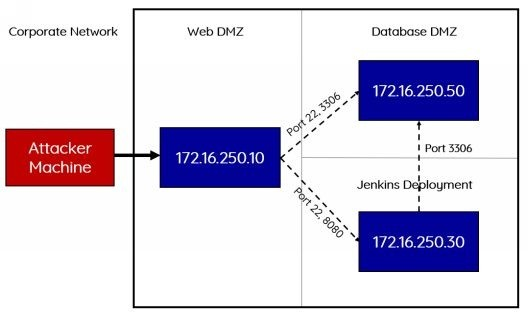 Corporate Network
Web DMZ
Database DMZ
172.16.250.50
Port 22, 3306
Attacker
Machine
172.16.250.10
Port 3306
Jenkins Deployment
Port 22, 8080
172.16.250.30